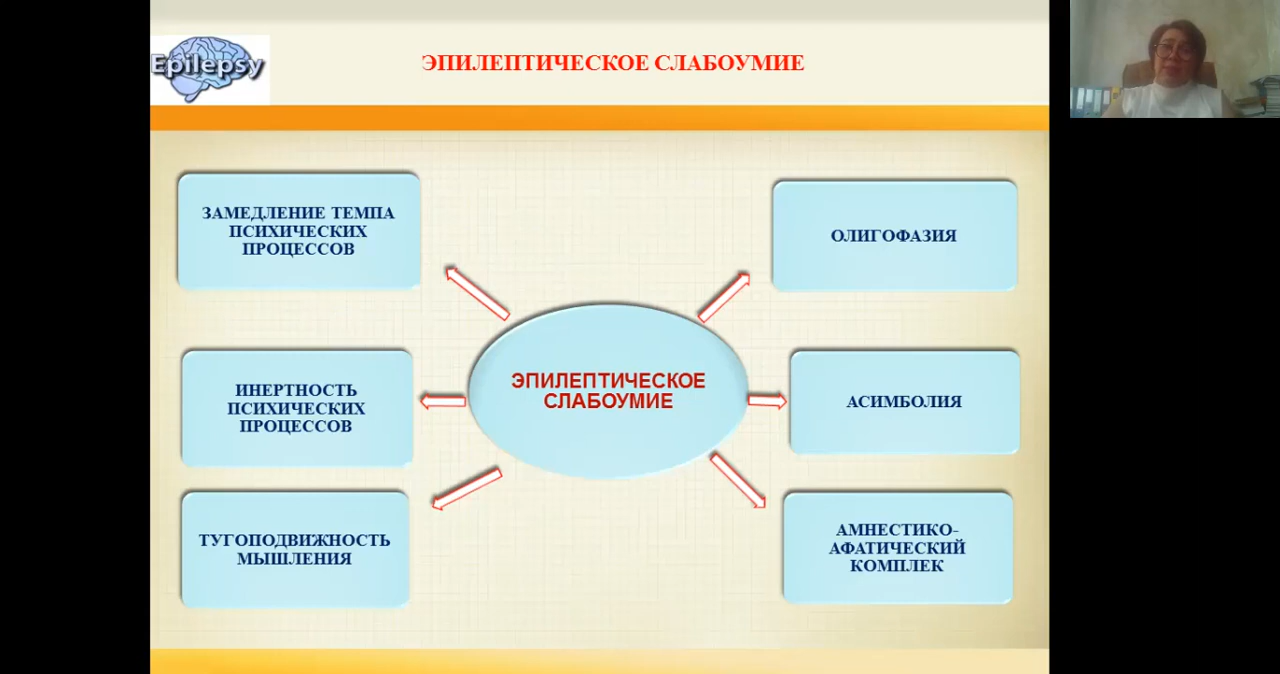 Epilepsy
ЭПИЛЕПТИЧЕСКОЕ СЛАБОУМИЕ
ЗАМЕДЛЕНИЕ ТЕМПА
ПСИХИЧЕСКИХ
ПРОЦЕССОВ
ОЛИГОФАЗИЯ
ЭПИЛЕПТИЧЕСКОЕ
СЛАБОУМИЕ
ИНЕРТНОСТЬ
ПСИХИЧЕСКИХ
ПРОЦЕССОВ
АСИМБОЛИЯ
ТУГОПОДВИЖНОСТЬ
МЫШЛЕНИЯ
АМНЕСТИКО-
АФАТИЧЕСКИЙ
КОМПЛЕК